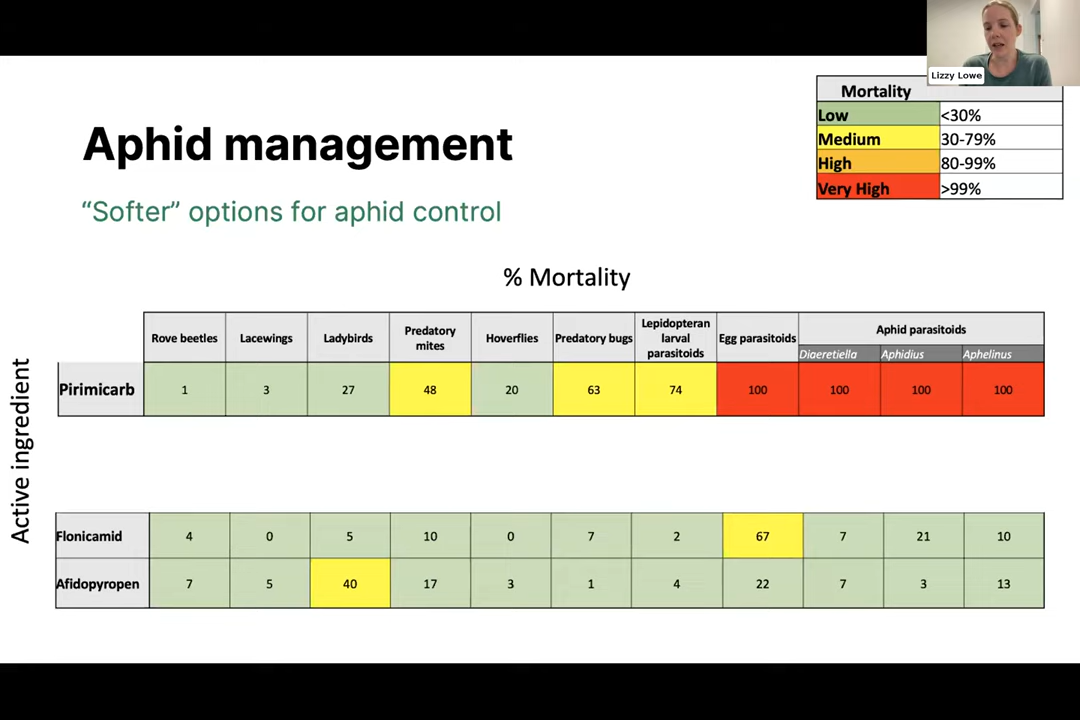 Lizzy Lowe
Mortality
Low <30%
Medium 30-79%
High 80-99%
Very High >99%
Aphid management
“Softer” options for aphid control
% Mortality
Active ingredient
Rove beetles Lacewings Ladybirds Predatory mites Hoverflies Predatory bugs Lepidopteran larval parasitoids Egg parasitoids Aphid parasitoids
Diaeretiella Aphidius Aphelinus
Pirimicarb 1 3 27 48 20 63 74 100 100 100 100
Flonicamid 4 0 5 10 0 7 2 67 7 21 10
Afidopyropen 7 5 40 17 3 1 4 22 7 3 13